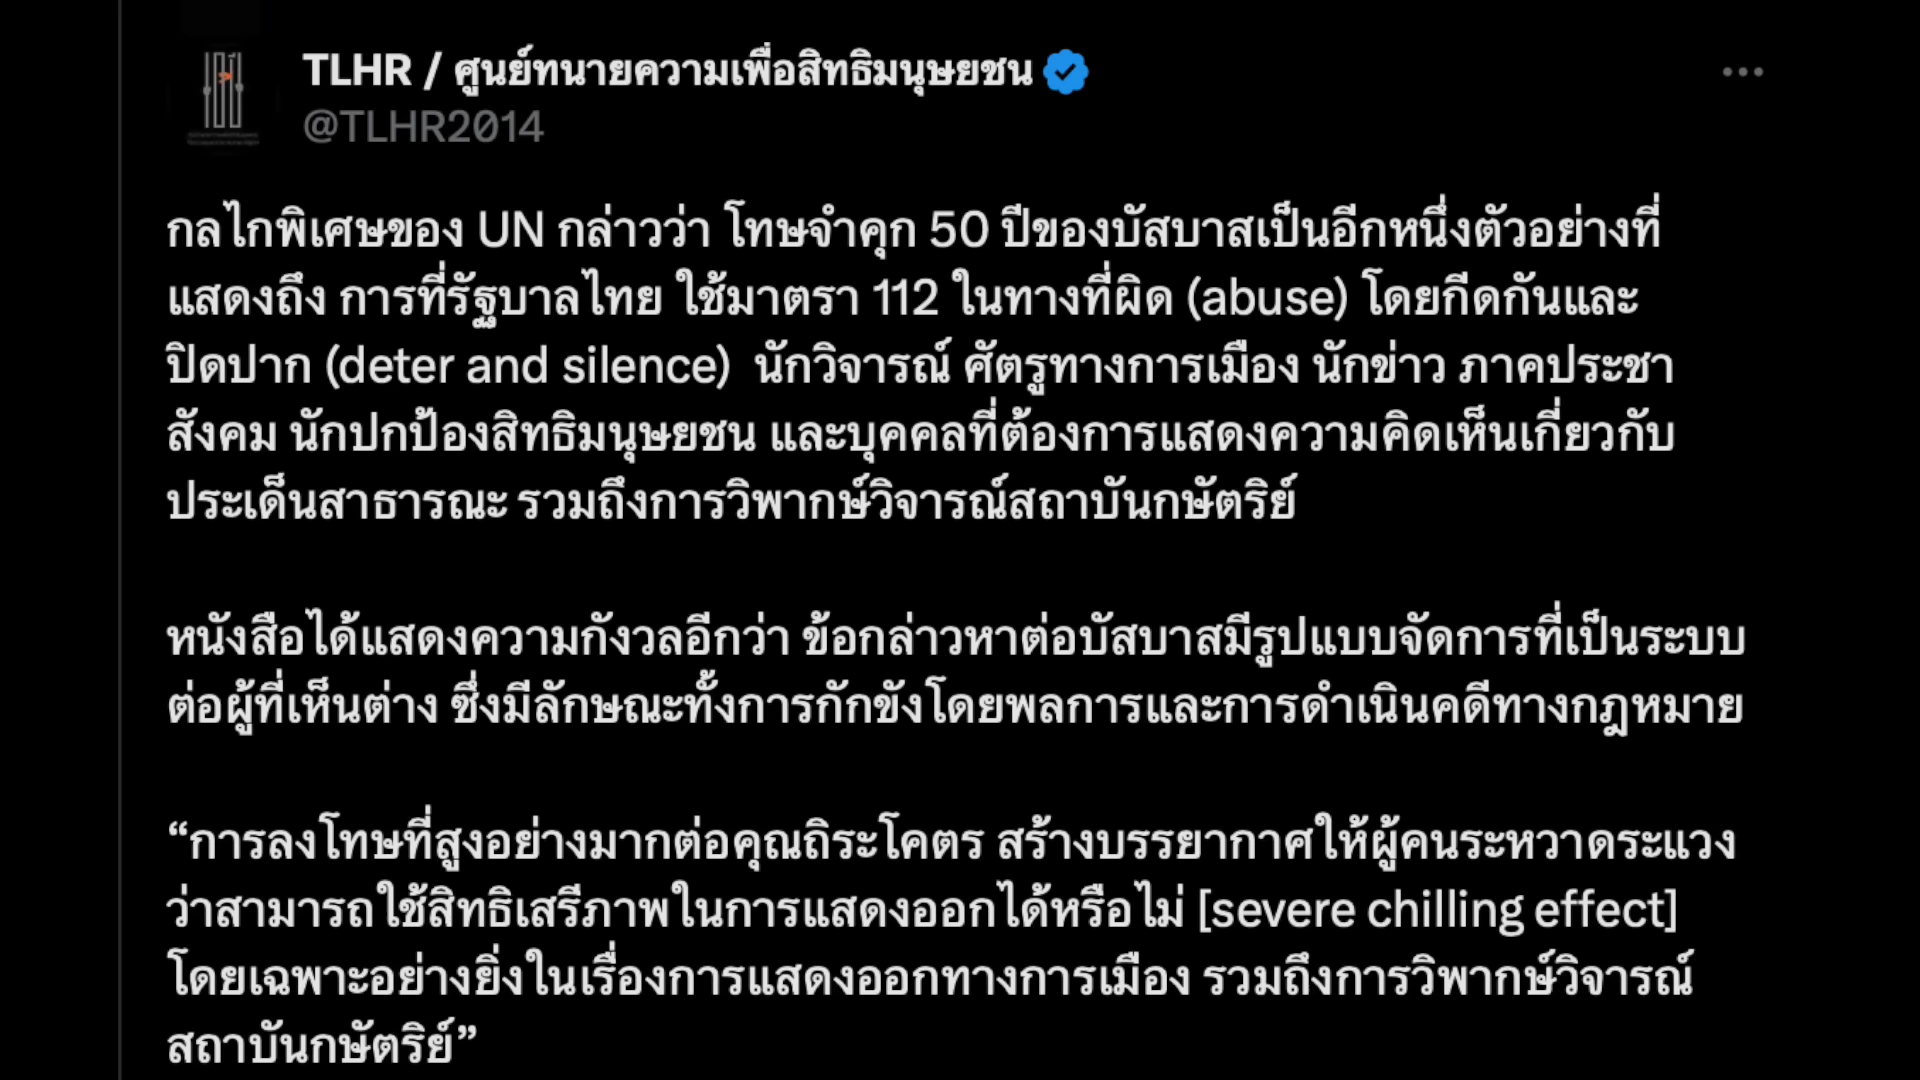 TLHR / ศูนย์ทนายความเพื่อสิทธิมนุษยชน
@TLHR2014
กลไกพิเศษของ UN กล่าวว่า โทษจำคุก 50 ปีของบัสบาสเป็นอีกหนึ่งตัวอย่างที่
แสดงถึง การที่รัฐบาลไทย ใช้มาตรา 112 ในทางที่ผิด (abuse) โดยกีดกันและ
ปิดปาก (deter and silence)  นักวิจารณ์ ศัตรูทางการเมือง นักข่าว ภาคประชา
สังคม นักปกป้องสิทธิมนุษยชน และบุคคลที่ต้องการแสดงความคิดเห็นเกี่ยวกับ
ประเด็นสาธารณะ รวมถึงการวิพากษ์วิจารณ์สถาบันกษัตริย์
หนังสือได้แสดงความกังวลอีกว่า ข้อกล่าวหาต่อบัสบาสมีรูปแบบจัดการที่เป็นระบบ
ต่อผู้ที่เห็นต่าง ซึ่งมีลักษณะทั้งการกักขังโดยพลการและการดำเนินคดีทางกฎหมาย
“การลงโทษที่สูงอย่างมากต่อคุณถิระโคตร สร้างบรรยากาศให้ผู้คนระหวาดระแวง
ว่าสามารถใช้สิทธิเสรีภาพในการแสดงออกได้หรือไม่ [severe chilling effect]
โดยเฉพาะอย่างยิ่งในเรื่องการแสดงออกทางการเมือง รวมถึงการวิพากษ์วิจารณ์
สถาบันกษัตริย์”